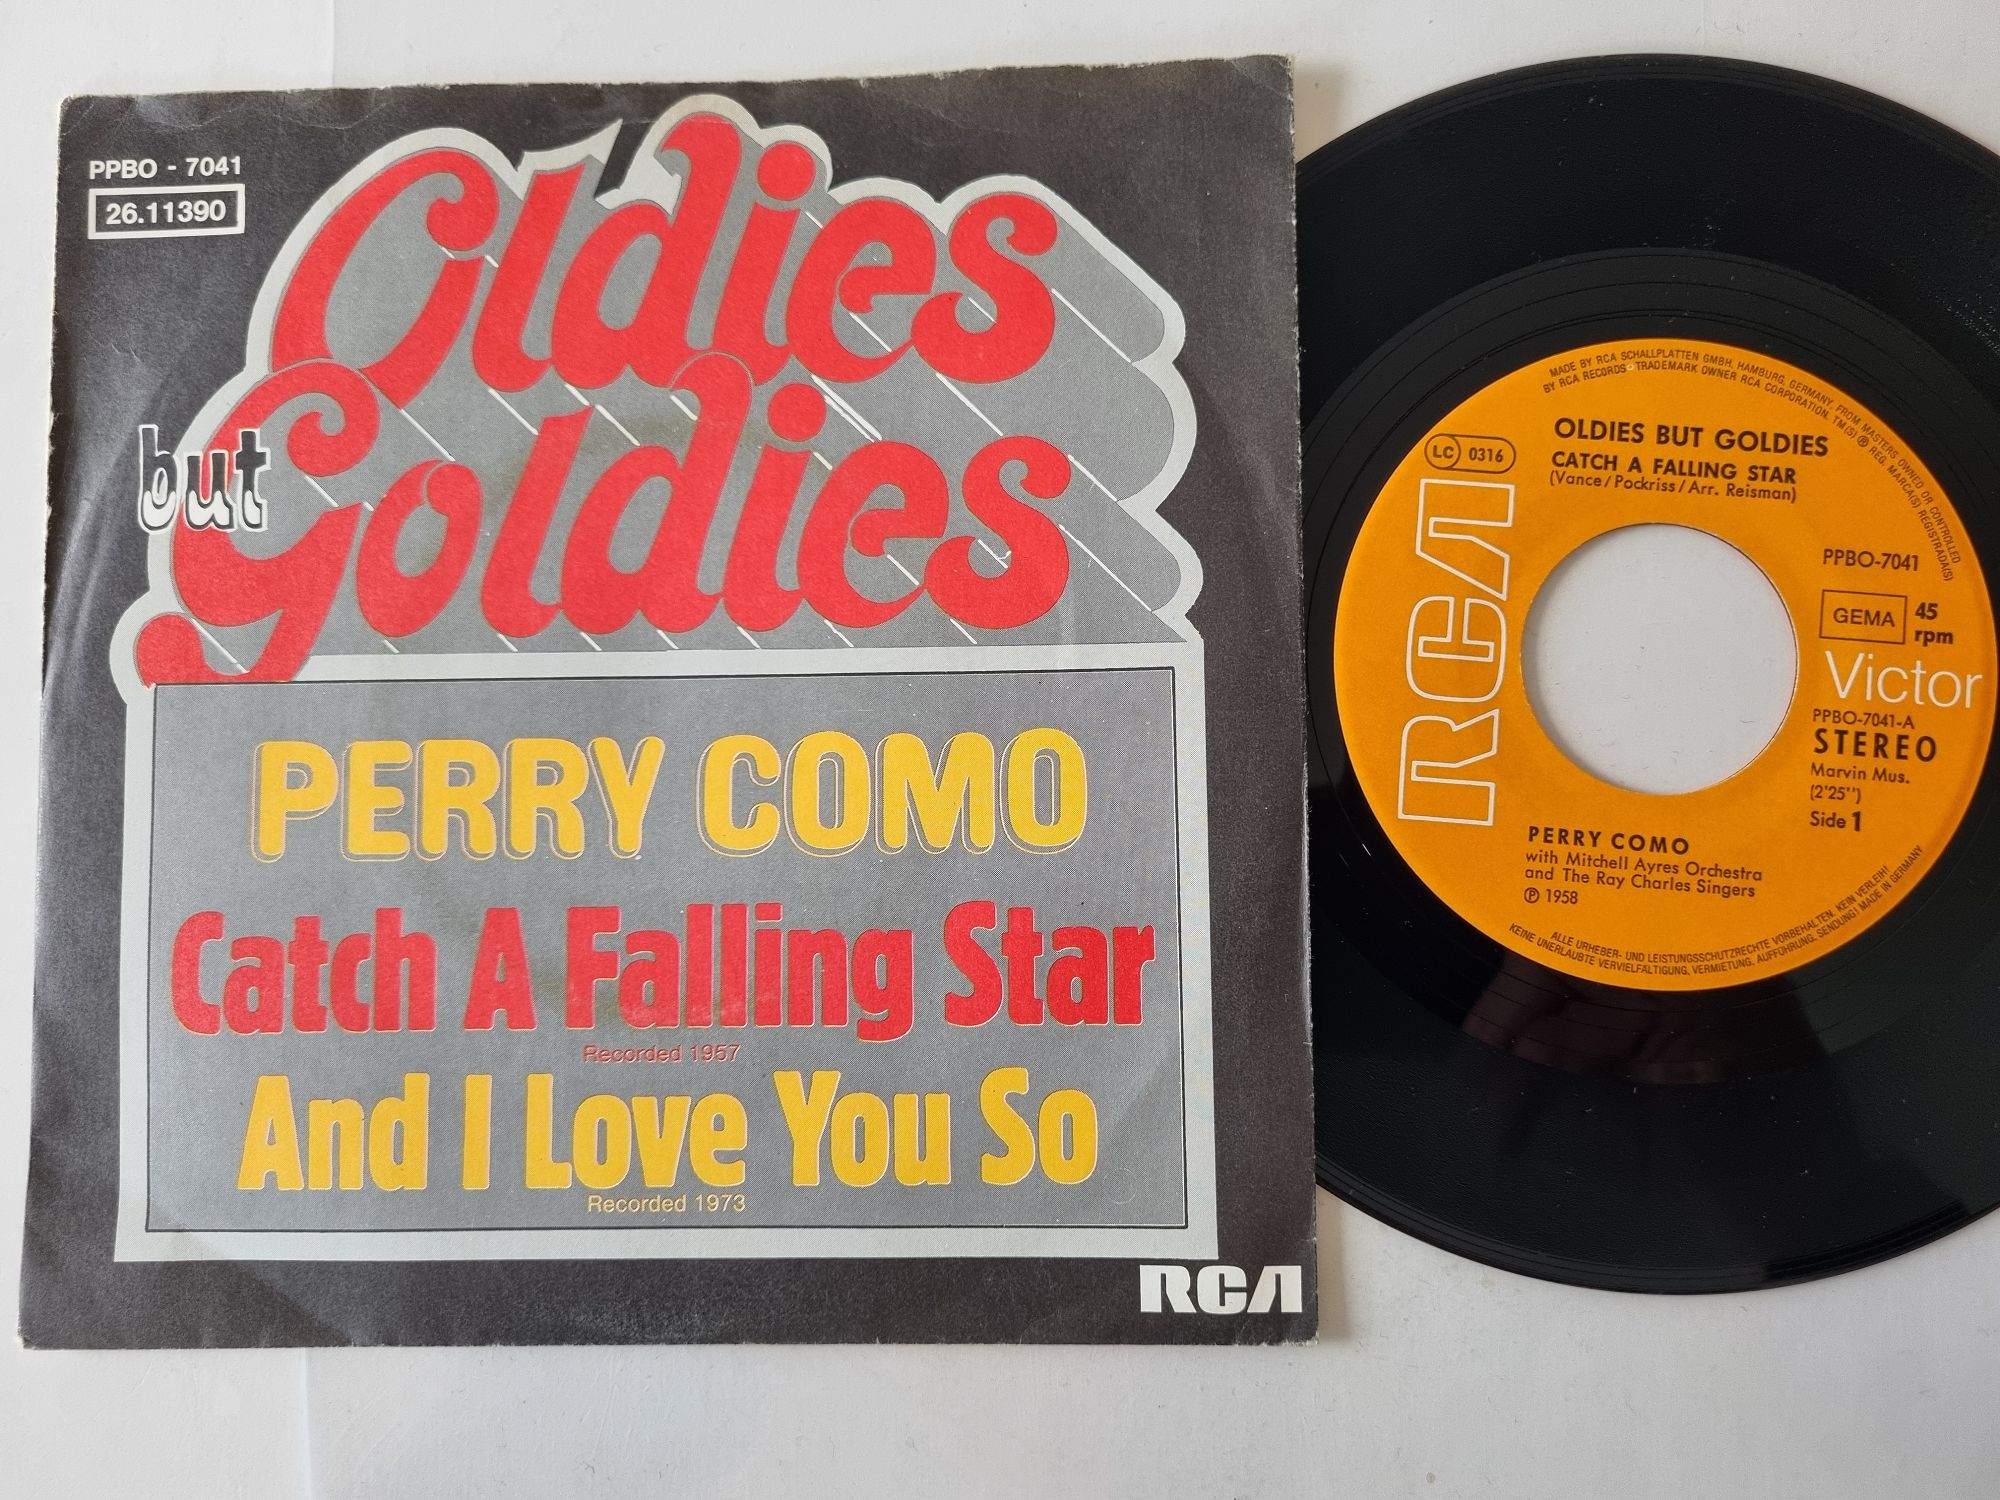 PPBO - 7041
26.11390
Oldies
but
Goldies
PERRY COMO
Catch A Falling Star
Recorded 1957
And I Love You So
Recorded 1973
RCA
MADE BY RCA SCHALLPLATTEN GMBH, HAMBURG, GERMANY, FROM MASTERS OWNED OR CONTROLLED
BY RCA RECORDS · TRADEMARK OWNER RCA CORPORATION. TM(S) ® REG. MARCA(S) REGISTRADA(S)
LC 0316
OLDIES BUT GOLDIES
CATCH A FALLING STAR
(Vance/Pockriss/Arr. Reisman)
RCA
PPBO-7041
GEMA
45
rpm
Victor
PPBO-7041-A
STEREO
Marvin Mus.
(2'25'')
Side 1
PERRY COMO
with Mitchell Ayres Orchestra
and The Ray Charles Singers
℗ 1958
ALLE URHEBER- UND LEISTUNGSSCHUTZRECHTE VORBEHALTEN. KEIN VERLEIH!
KEINE UNERLAUBTE VERVIELFÄLTIGUNG, VERMIETUNG, AUFFÜHRUNG, SENDUNG! MADE IN GERMANY